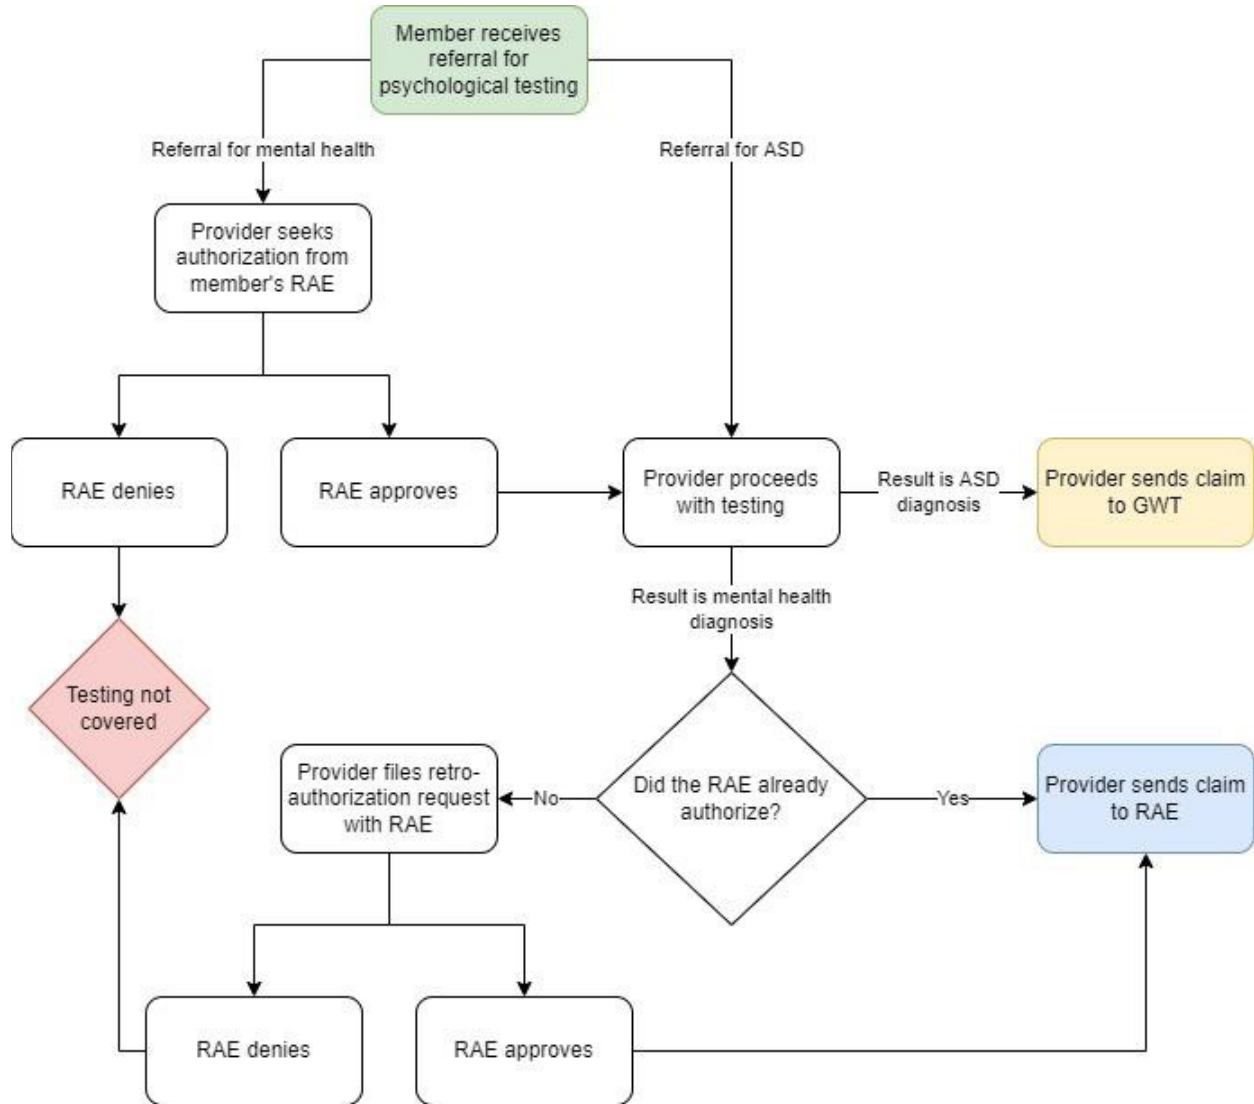 Member receives
referral for
psychological testing
Referral for mental health
Referral for ASD
Provider seeks
authorization from
member's RAE
RAE denies
RAE approves
Provider proceeds
with testing
Result is ASD
diagnosis
Provider sends claim
to GWT
Result is mental health
diagnosis
Testing not
covered
Provider files retro-
authorization request
with RAE
No
Did the RAE already
authorize?
Yes
Provider sends claim
to RAE
RAE denies
RAE approves